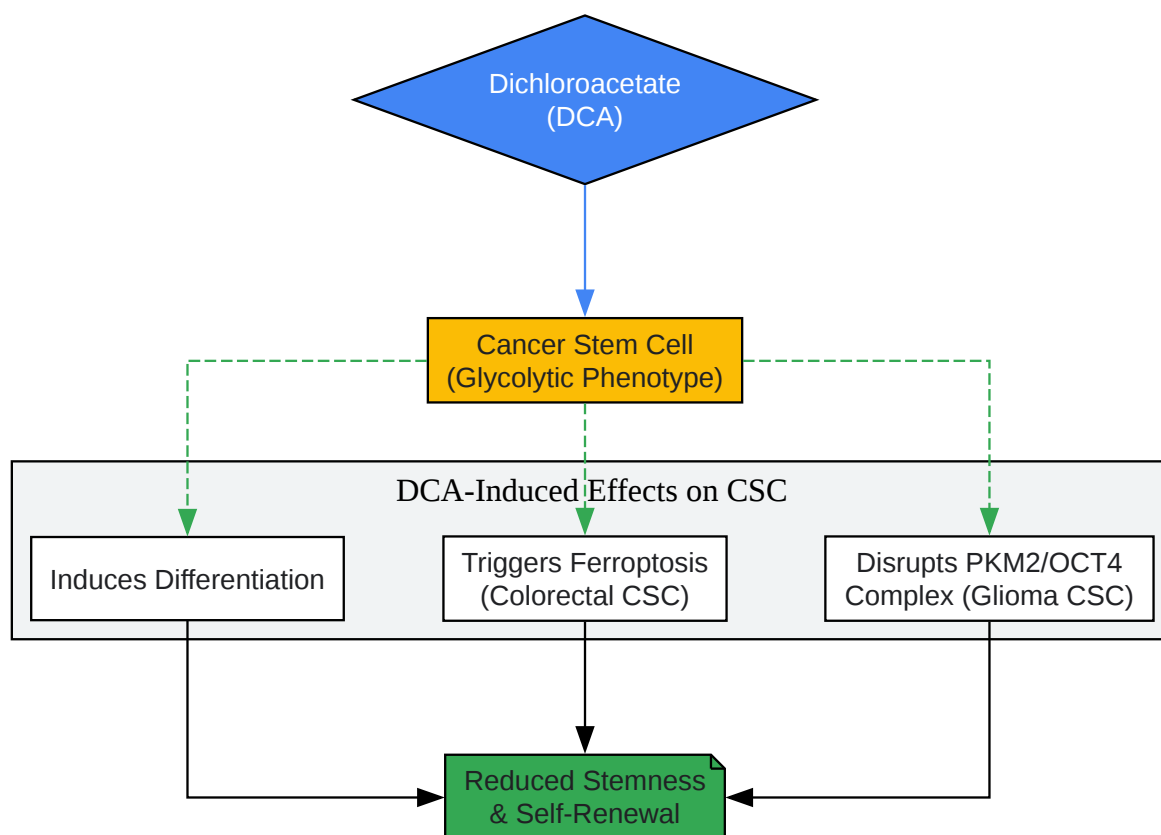 Dichloroacetate
(DCA)
Cancer Stem Cell
(Glycolytic Phenotype)
DCA-Induced Effects on CSC
Induces Differentiation
Triggers Ferroptosis
(Colorectal CSC)
Disrupts PKM2/OCT4
Complex (Glioma CSC)
Reduced Stemness
& Self-Renewal